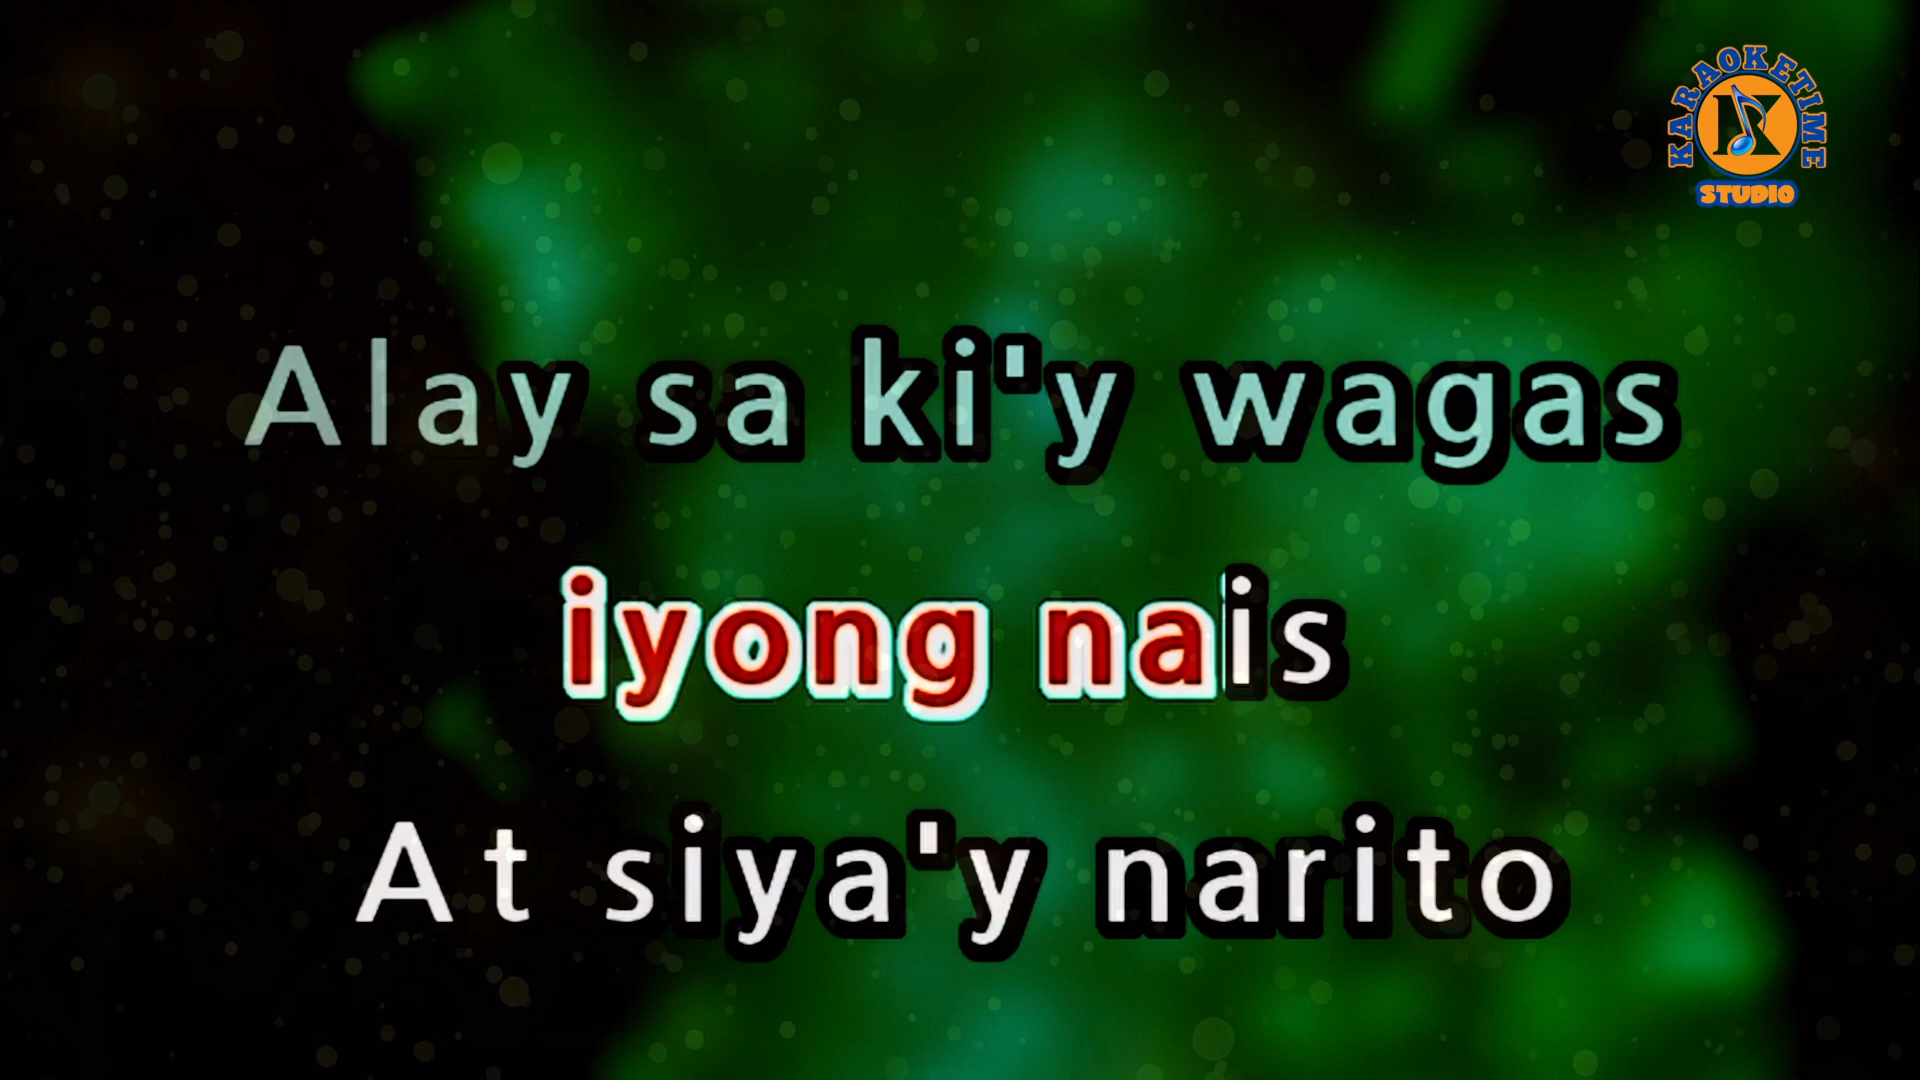 KARAOKETIME
K
STUDIO
Alay sa ki'y wagas
iyong nais
At siya'y narito